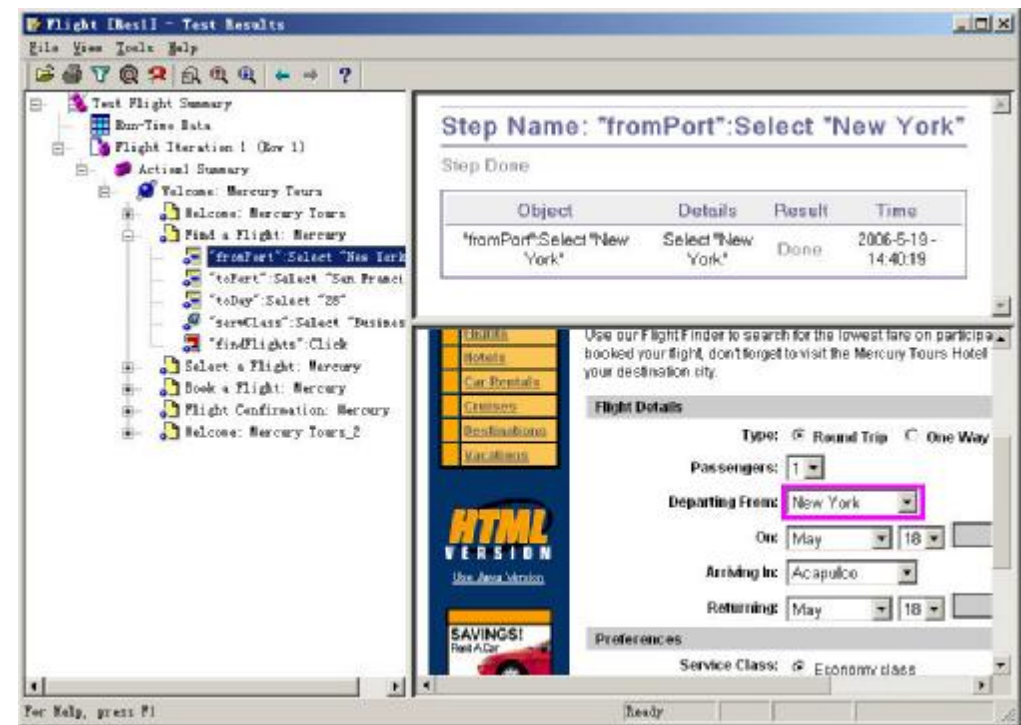 Flight [Res1] - Test Results
File View Tools Help
Test Flight Summary
Run-Time Data
Flight Iteration 1 (Row 1)
Action1 Summary
Welcome: Mercury Tours
Welcome: Mercury Tours
Find a Flight: Mercury
"fromPort":Select "New York
"toPort":Select "San Franci
"toDay":Select "28"
"servClass":Select "Busines
"findFlights":Click
Select a Flight: Mercury
Book a Flight: Mercury
Flight Confirmation: Mercury
Welcome: Mercury Tours_2
Step Name: "fromPort":Select "New York"
Step Done
Object Details Result Time
"fromPort":Select "New York" Select "New York" Done 2006-5-19 - 14:40:19
Hotels
Car Rentals
Cruises
Destinations
Vacations
HTML
VERSION
Use Java Version
SAVINGS!
Rent A Car
Use our Flight Finder to search for the lowest fare on participa
booked your flight, don't forget to visit the Mercury Tours Hotel
your destination city.
Flight Details
Type: Round Trip One Way
Passengers: 1
Departing From: New York
On: May 18
Arriving In: Acapulco
Returning: May 18
Preferences
Service Class: Economy class
For Help, press F1
Ready